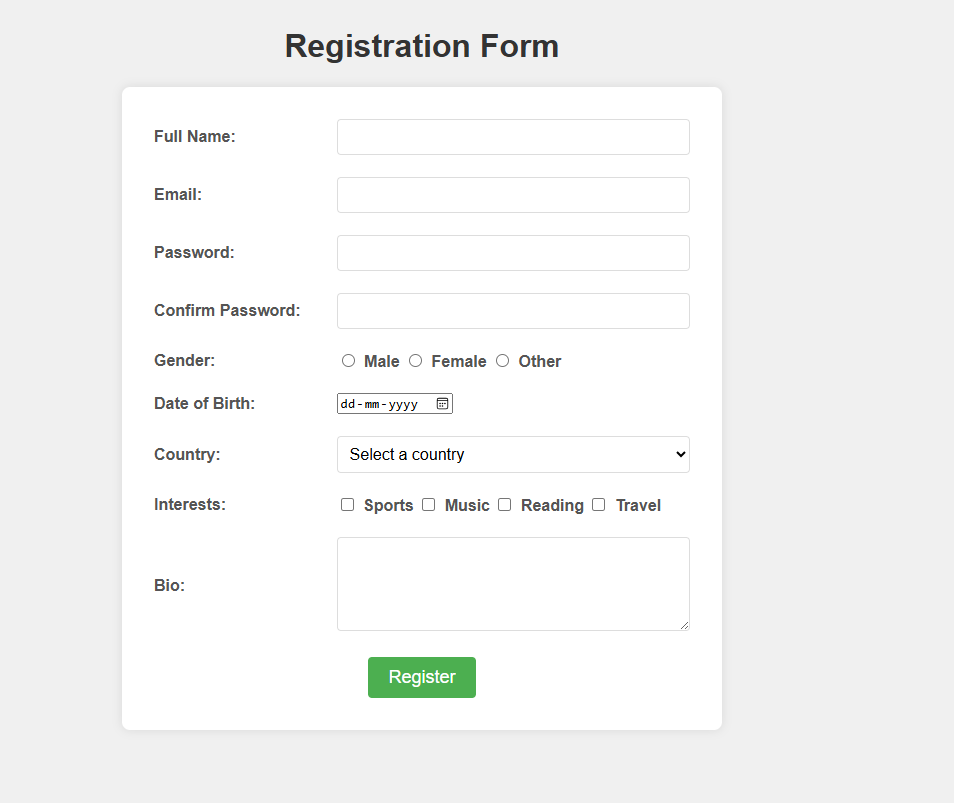 Registration Form
Full Name:
Email:
Password:
Confirm Password:
Gender: Male Female Other
Date of Birth: dd-mm-yyyy
Country: Select a country
Interests: Sports Music Reading Travel
Bio:
Register